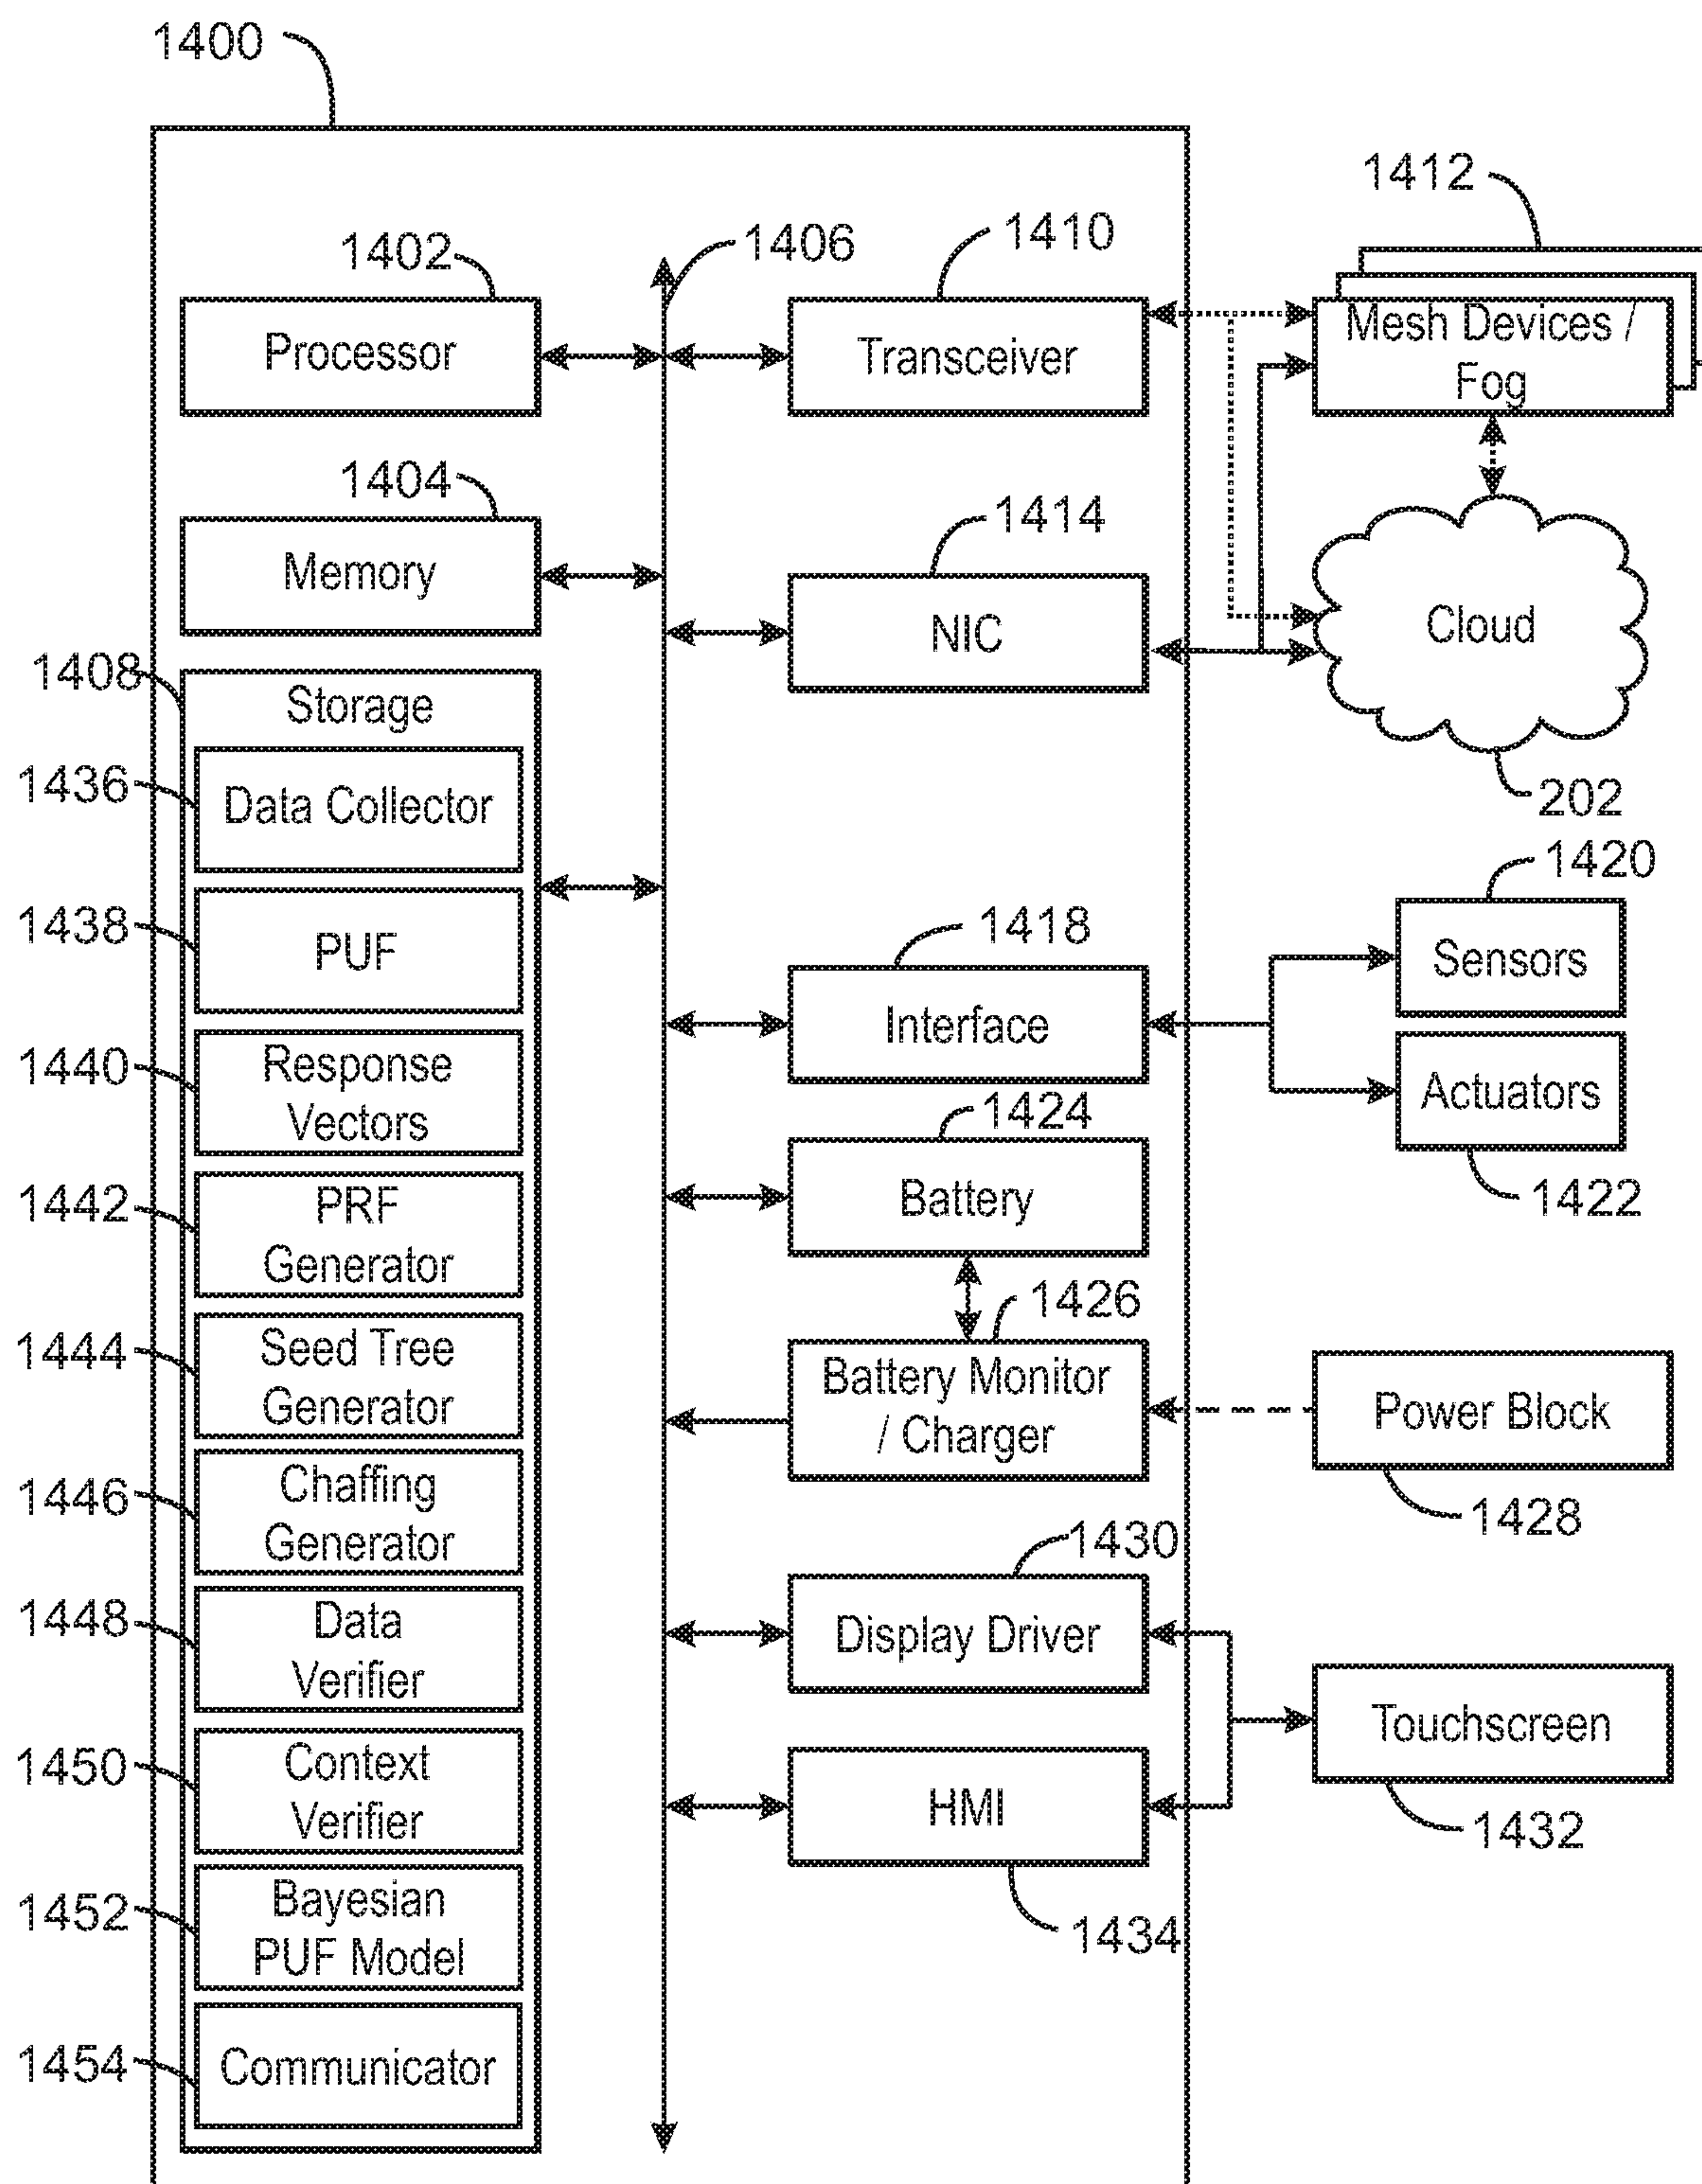 1400
1412
1402
1406
1410
Processor
Transceiver
Mesh Devices /
Fog
1404
1414
Memory
NIC
Cloud
202
1408
Storage
1436
Data Collector
1438
PUF
1440
Response
Vectors
1442
PRF
Generator
1444
Seed Tree
Generator
1446
Chaffing
Generator
1448
Data
Verifier
1450
Context
Verifier
1452
Bayesian
PUF Model
1454
Communicator
1418
Interface
1420
Sensors
Actuators
1422
1424
Battery
1426
Battery Monitor
/ Charger
Power Block
1428
1430
Display Driver
Touchscreen
1432
HMI
1434